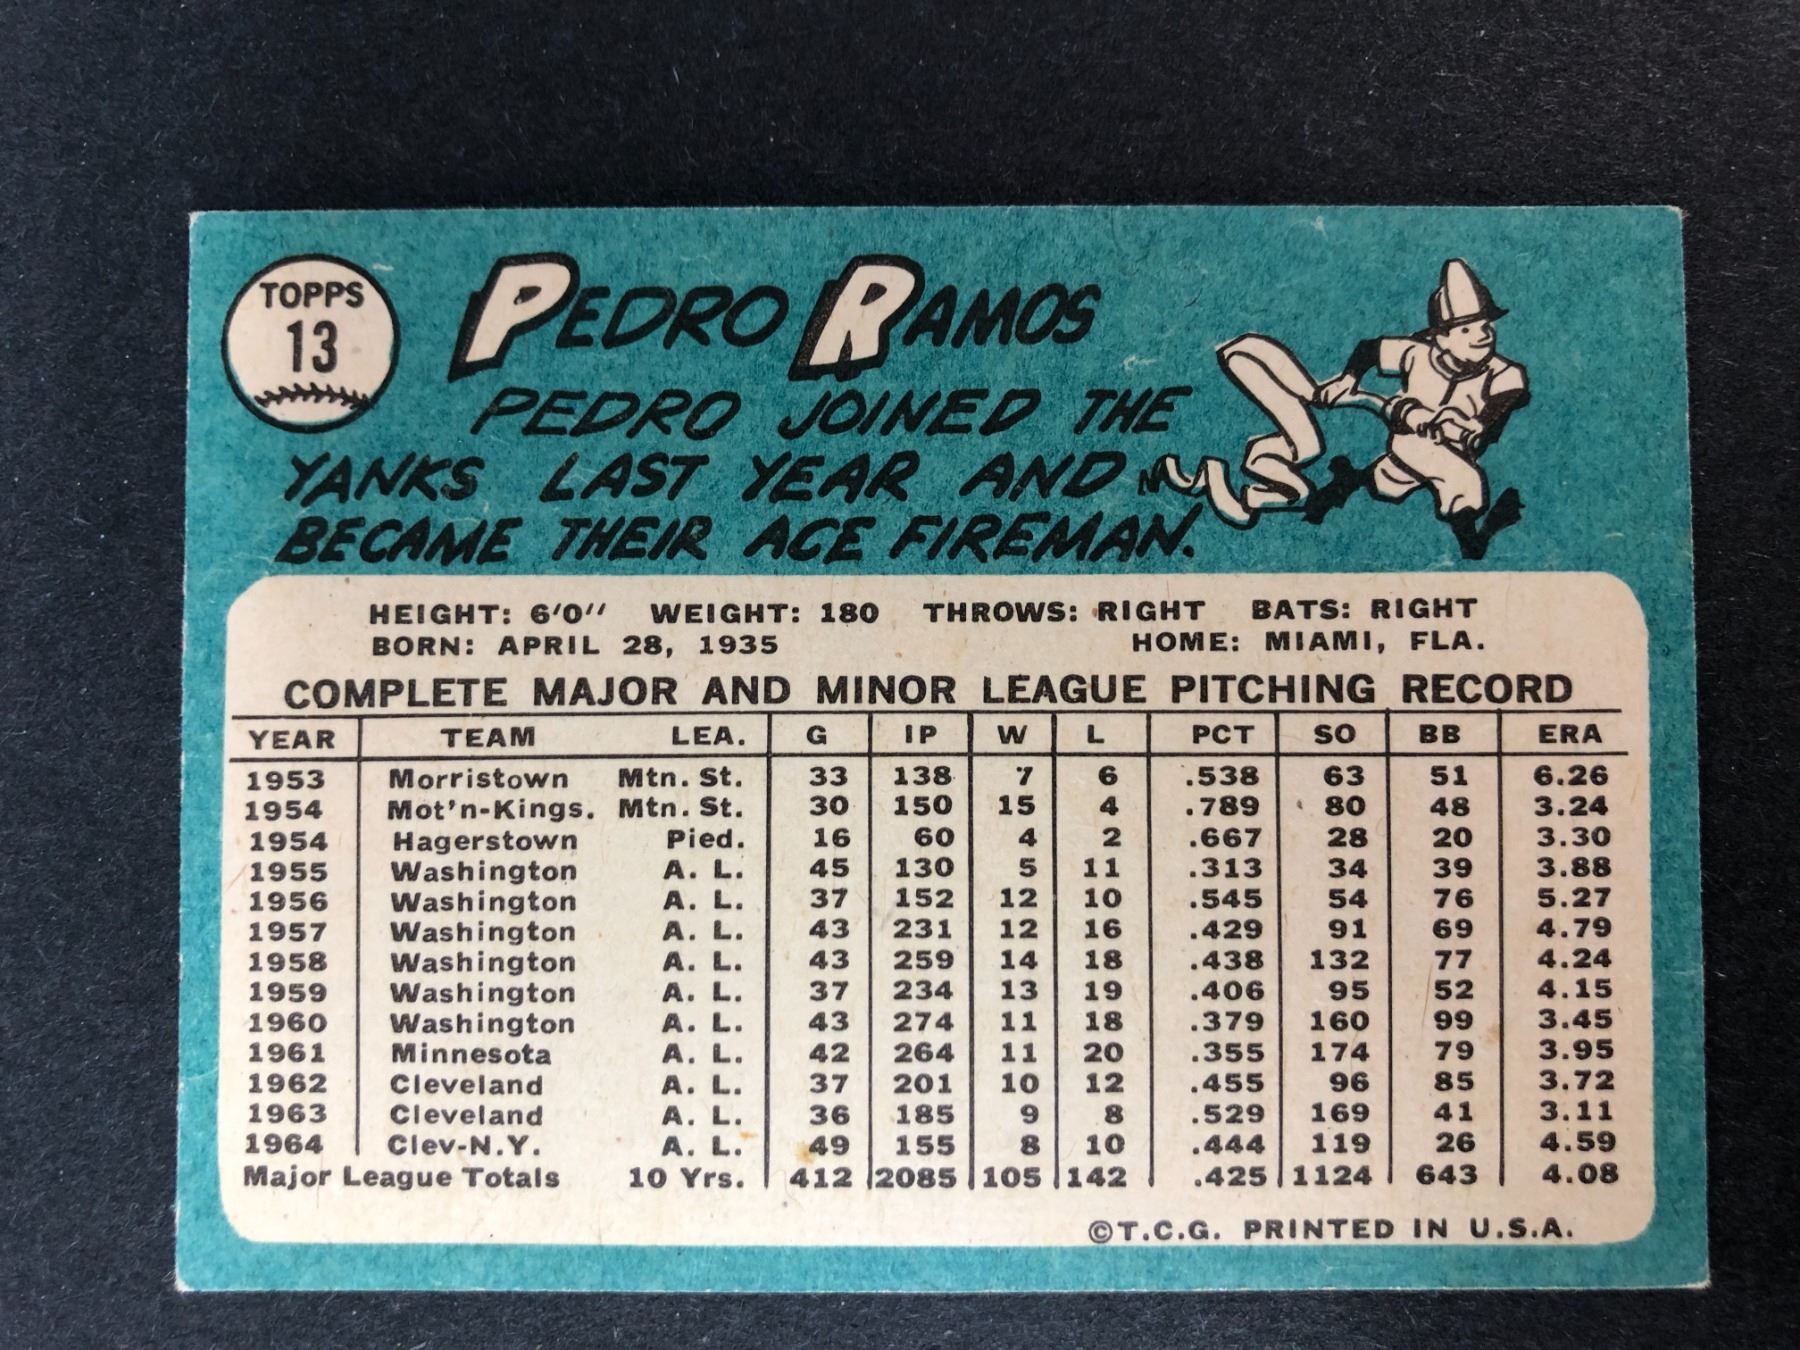 TOPPS
13
PEDRO RAMOS
PEDRO JOINED THE
YANKS LAST YEAR AND
BECAME THEIR ACE FIREMAN.
HEIGHT: 6'0" WEIGHT: 180 THROWS: RIGHT BATS: RIGHT
BORN: APRIL 28, 1935 HOME: MIAMI, FLA.
COMPLETE MAJOR AND MINOR LEAGUE PITCHING RECORD
YEAR TEAM LEA. G IP W L PCT SO BB ERA
1953 Morristown Mtn. St. 33 138 7 6 .538 63 51 6.26
1954 Mot'n-Kings. Mtn. St. 30 150 15 4 .789 80 48 3.24
1954 Hagerstown Pied. 16 60 4 2 .667 28 20 3.30
1955 Washington A. L. 45 130 5 11 .313 34 39 3.88
1956 Washington A. L. 37 152 12 10 .545 54 76 5.27
1957 Washington A. L. 43 231 12 16 .429 91 69 4.79
1958 Washington A. L. 43 259 14 18 .438 132 77 4.24
1959 Washington A. L. 37 234 13 19 .406 95 52 4.15
1960 Washington A. L. 43 274 11 18 .379 160 99 3.45
1961 Minnesota A. L. 42 264 11 20 .355 174 79 3.95
1962 Cleveland A. L. 37 201 10 12 .455 96 85 3.72
1963 Cleveland A. L. 36 185 9 8 .529 169 41 3.11
1964 Clev-N.Y. A. L. 49 155 8 10 .444 119 26 4.59
Major League Totals 10 Yrs. 412 2085 105 142 .425 1124 643 4.08
©T.C.G. PRINTED IN U.S.A.